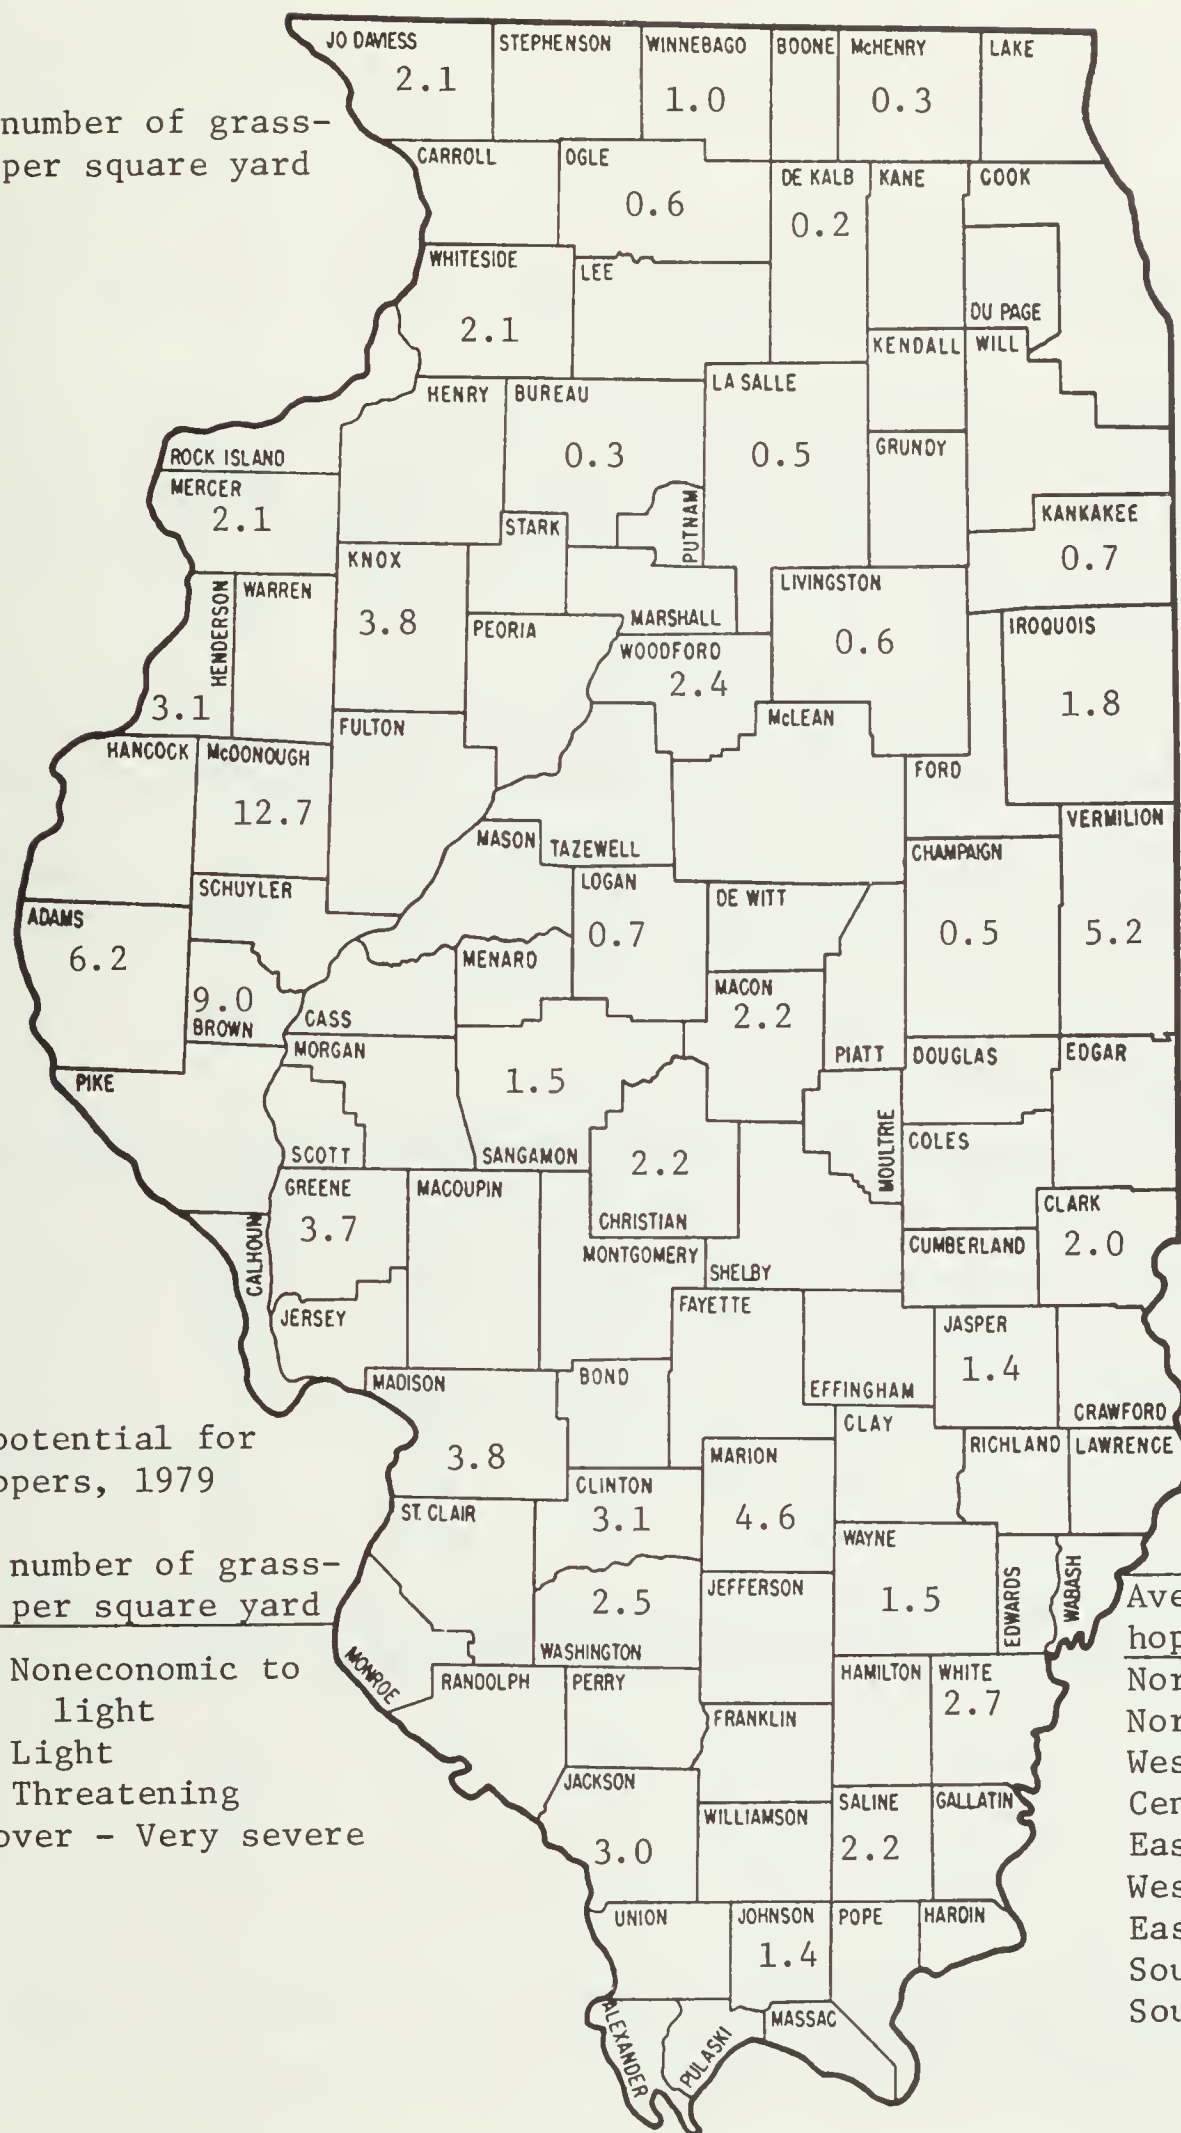 JO DAVIESS STEPHENSON WINNEBAGO BOONE McHENRY LAKE
2.1 1.0 0.3
number of grass-
per square yard
CARROLL OGLE DE KALB KANE COOK
0.6 0.2
WHITESIDE LEE
2.1 DU PAGE
KENDALL WILL
HENRY BUREAU LA SALLE
0.3 0.5 GRUNDY
ROCK ISLAND
MERCER
2.1 STARK PUTNAM KANKAKEE
0.7
KNOX LIVINGSTON
HENDERSON WARREN
3.8 PEORIA MARSHALL 0.6 IROQUOIS
WOODFORD
3.1 2.4 1.8
HANCOCK McDONOUGH FULTON McLEAN FORD
12.7 MASON TAZEWELL VERMILION
CHAMPAIGN
SCHUYLER LOGAN DE WITT
ADAMS
6.2 0.7 0.5 5.2
MENARD
9.0 MACON
BROWN CASS 2.2
MORGAN PIATT DOUGLAS EDGAR
PIKE 1.5
MOULTRIE COLES
SCOTT SANGAMON 2.2
GREENE MACOUPIN CLARK
3.7 CHRISTIAN 2.0
CALHOUN MONTGOMERY CUMBERLAND
SHELBY
JERSEY FAYETTE JASPER
1.4
MADISON BOND EFFINGHAM CRAWFORD
potential for CLAY
oppers, 1979 3.8 MARION RICHLAND LAWRENCE
CLINTON
ST. CLAIR 3.1 4.6 WAYNE
number of grass-
per square yard 2.5 JEFFERSON 1.5 EDWARDS WABASH
Ave
hop
WASHINGTON
Noneconomic to
light
MONROE RANDOLPH PERRY HAMILTON WHITE
2.7
Nor
FRANKLIN Nor
Light
Wes
Threatening JACKSON
WILLIAMSON SALINE GALLATIN Cen
over - Very severe 3.0 2.2 Eas
Wes
UNION JOHNSON POPE HARDIN Eas
1.4 Sou
ALEXANDER PULASKI MASSAC Sou